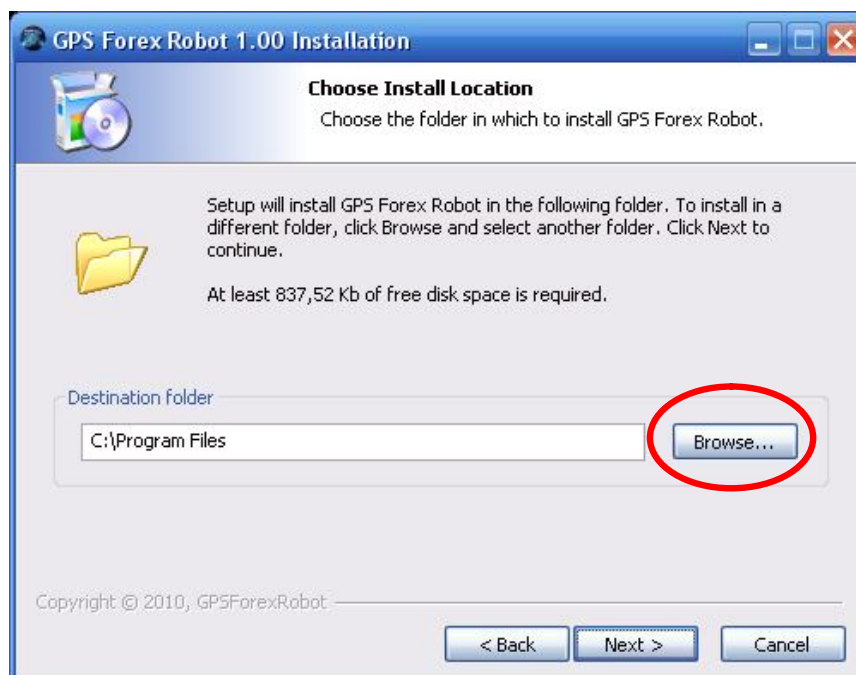 GPS Forex Robot 1.00 Installation
Choose Install Location
Choose the folder in which to install GPS Forex Robot.
Setup will install GPS Forex Robot in the following folder. To install in a
different folder, click Browse and select another folder. Click Next to
continue.
At least 837,52 Kb of free disk space is required.
Destination folder
C:\Program Files
Browse...
Copyright © 2010, GPSForexRobot
< Back
Next >
Cancel